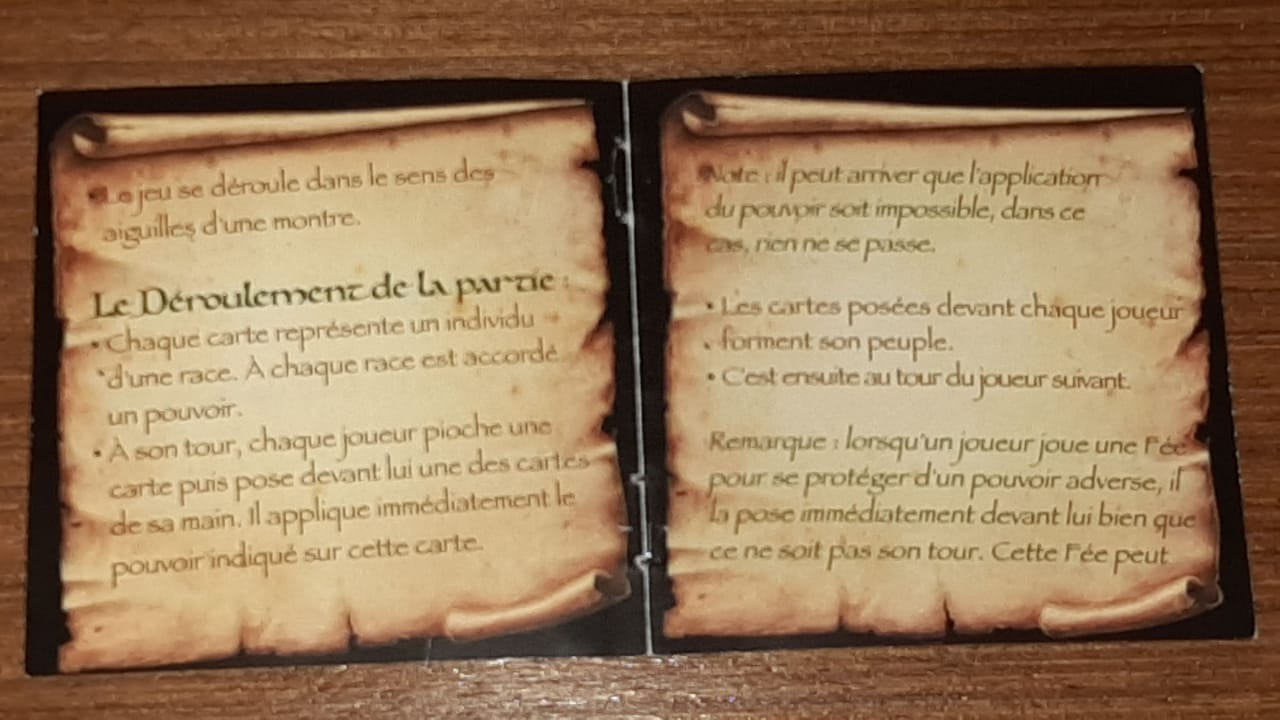 • Le jeu se déroule dans le sens des
aiguilles d'une montre.
Le Déroulement de la partie :
• Chaque carte représente un individu
d'une race. À chaque race est accordé
un pouvoir.
• À son tour, chaque joueur pioche une
carte puis pose devant lui une des cartes
de sa main. Il applique immédiatement le
pouvoir indiqué sur cette carte.
Note : il peut arriver que l'application
du pouvoir soit impossible, dans ce
cas, rien ne se passe.
• Les cartes posées devant chaque joueur
forment son peuple.
• C'est ensuite au tour du joueur suivant.
Remarque : lorsqu'un joueur joue une Fée
pour se protéger d'un pouvoir adverse, il
la pose immédiatement devant lui bien que
ce ne soit pas son tour. Cette Fée peut